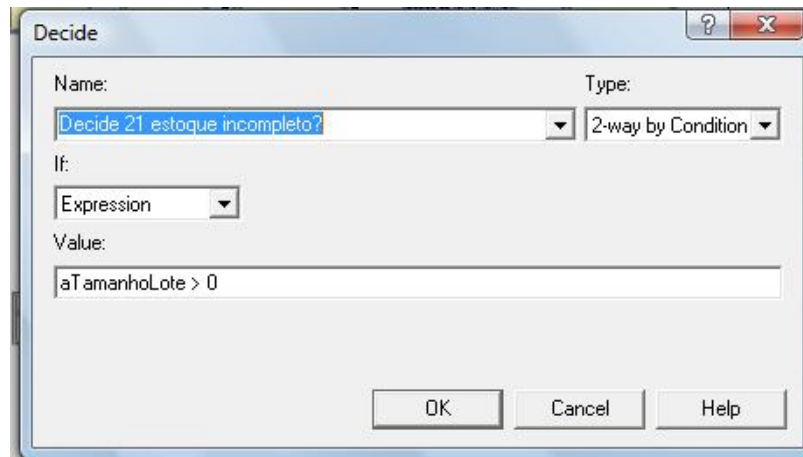 Decide
Name: Type:
Decide 21 estoque incompleto? 2-way by Condition
If:
Expression
Value:
aTamanhoLote > 0
OK Cancel Help